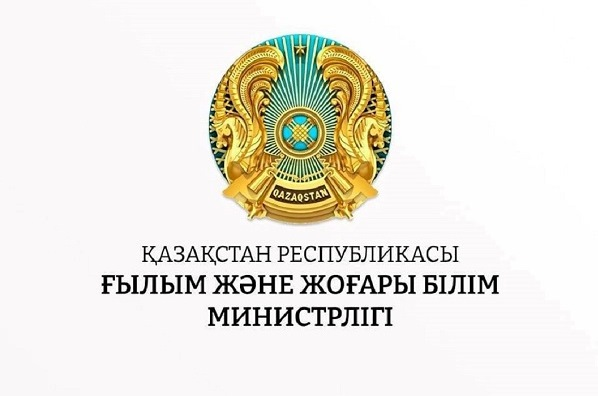 QAZAQSTAN
ҚАЗАҚСТАН РЕСПУБЛИКАСЫ
ҒЫЛЫМ ЖӘНЕ ЖОҒАРЫ БІЛІМ
МИНИСТРЛІГІ